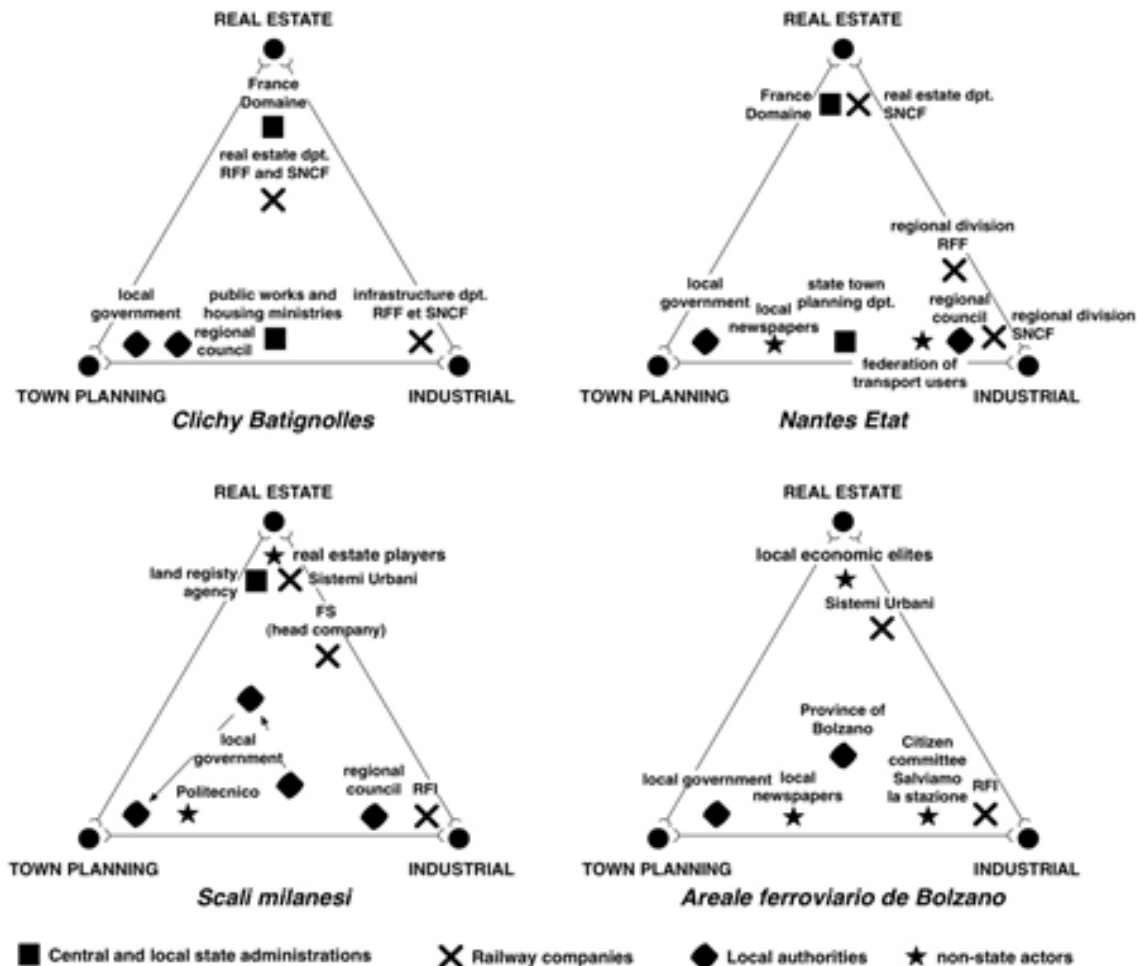 REAL ESTATE
France
Domaine
real estate dpt.
RFF and SNCF
local
government
public works and
housing ministries
infrastructure dpt.
RFF et SNCF
regional
council
TOWN PLANNING
INDUSTRIAL
Clichy Batignolles
REAL ESTATE
France
Domaine
real estate dpt.
SNCF
regional division
RFF
local
government
local
newspapers
state town
planning dpt.
regional
council
regional division
SNCF
federation of
transport users
TOWN PLANNING
INDUSTRIAL
Nantes Etat
REAL ESTATE
real estate players
land registy
agency
Sistemi Urbani
FS
(head company)
local
government
Politecnico
regional
council
RFI
TOWN PLANNING
INDUSTRIAL
Scali milanesi
REAL ESTATE
local economic elites
Sistemi Urbani
Province of
Bolzano
Citizen
committee
Salviamo
la stazione
local government
local
newspapers
RFI
TOWN PLANNING
INDUSTRIAL
Areale ferroviario de Bolzano
Central and local state administrations
Railway companies
Local authorities
non-state actors